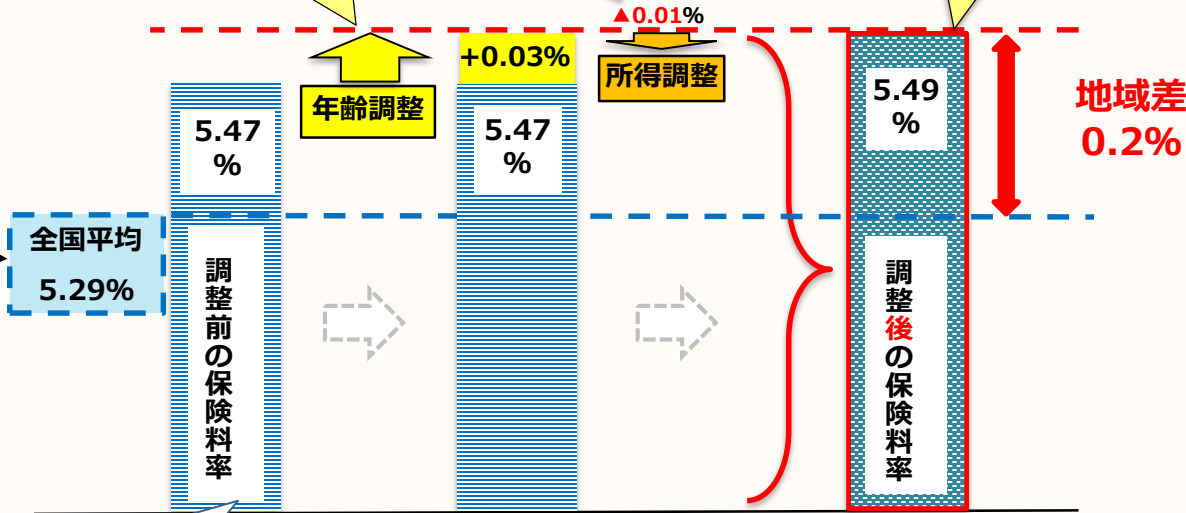 ▲0.01%
+0.03%
年齢調整
所得調整
5.47
%
5.47
%
5.49
%
地域差
0.2%
全国平均
5.29%
調整前の保険料率
調整後の保険料率